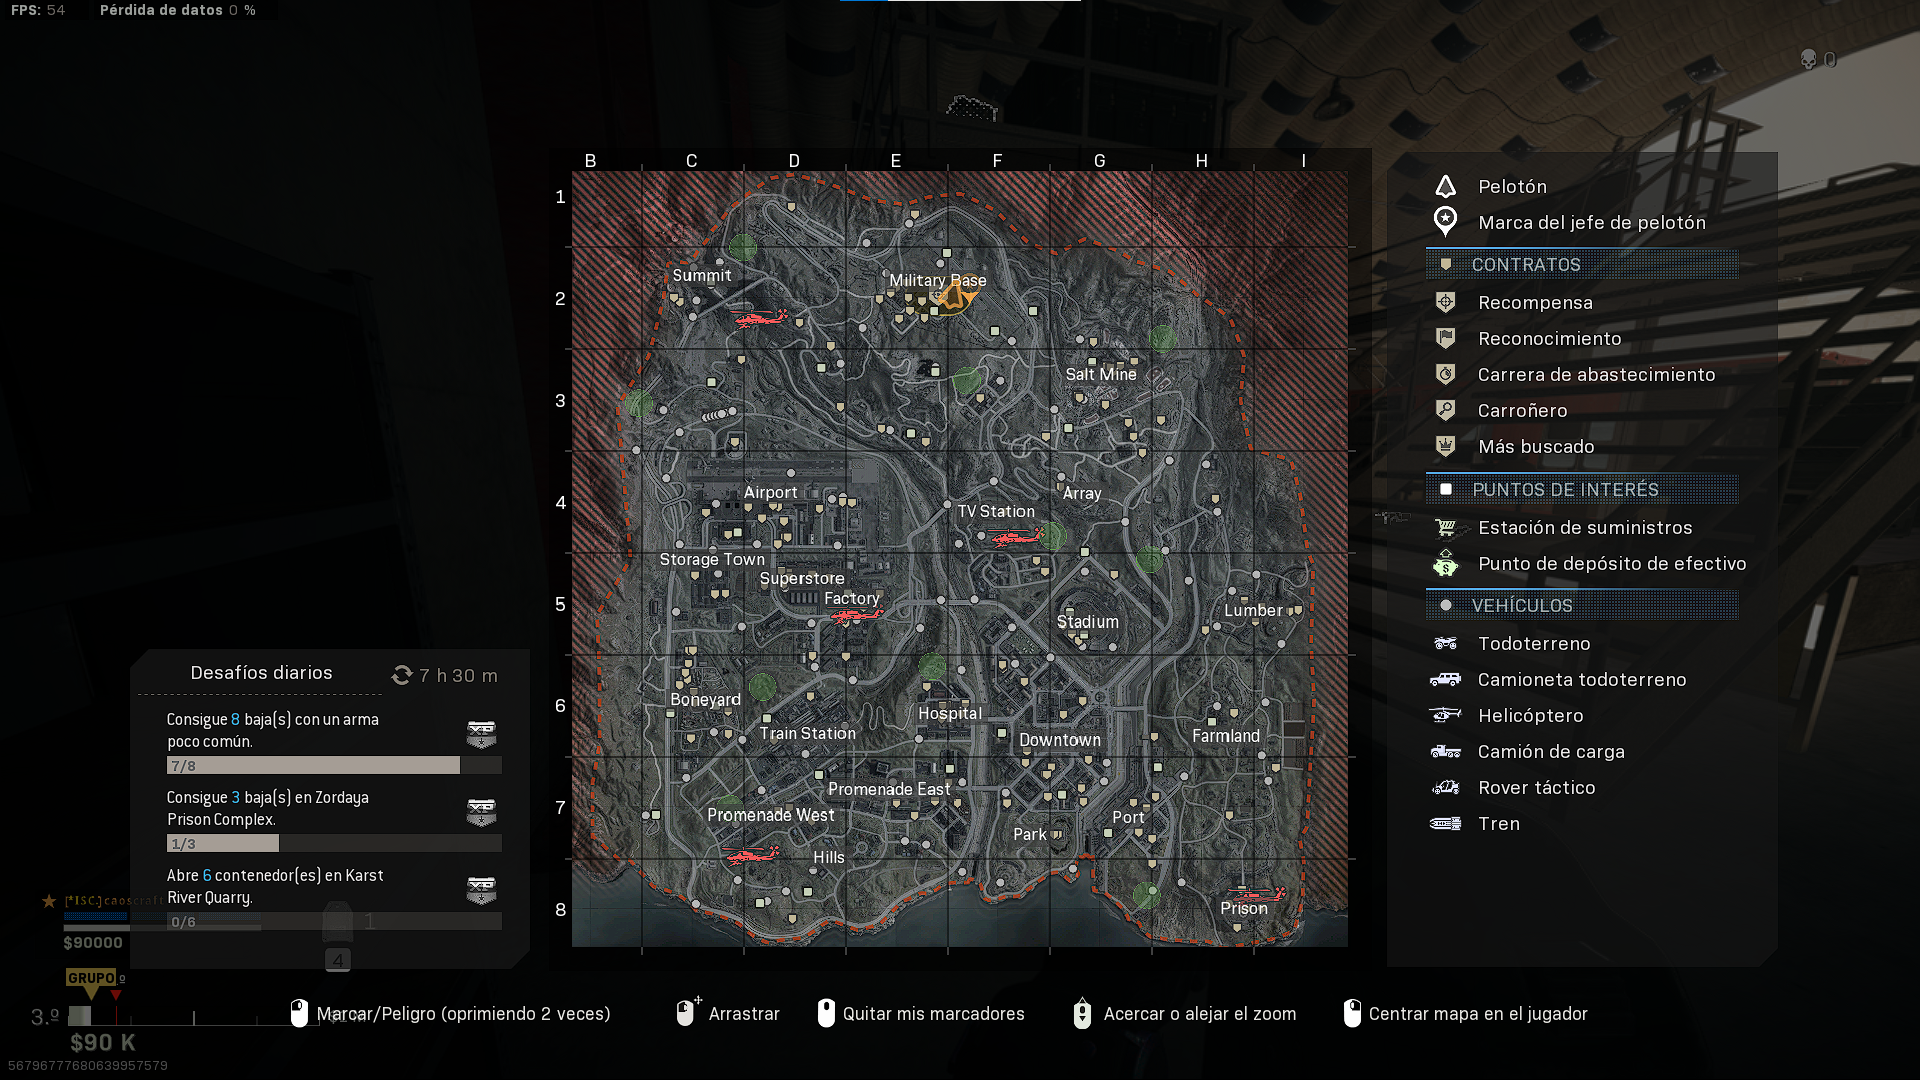 FPS: 54
Pérdida de datos 0 %
0
B C D E F G H I
1
2
3
4
5
6
7
8
Summit
Military Base
Salt Mine
Airport
Array
TV Station
Storage Town
Superstore
Factory
Lumber
Stadium
Boneyard
Hospital
Train Station
Downtown
Farmland
Promenade East
Promenade West
Park
Port
Hills
Prison
Pelotón
Marca del jefe de pelotón
CONTRATOS
Recompensa
Reconocimiento
Carrera de abastecimiento
Carroñero
Más buscado
PUNTOS DE INTERÉS
Estación de suministros
Punto de depósito de efectivo
VEHÍCULOS
Todoterreno
Camioneta todoterreno
Helicóptero
Camión de carga
Rover táctico
Tren
Desafíos diarios
7 h 30 m
Consigue 8 baja(s) con un arma
poco común.
7/8
Consigue 3 baja(s) en Zordaya
Prison Complex.
1/3
Abre 6 contenedor(es) en Karst
River Quarry.
0/6
$90000
1
4
GRUPO
3.º
$90 K
Marcar/Peligro (oprimiendo 2 veces)
Arrastrar
Quitar mis marcadores
Acercar o alejar el zoom
Centrar mapa en el jugador
56796777680639957579